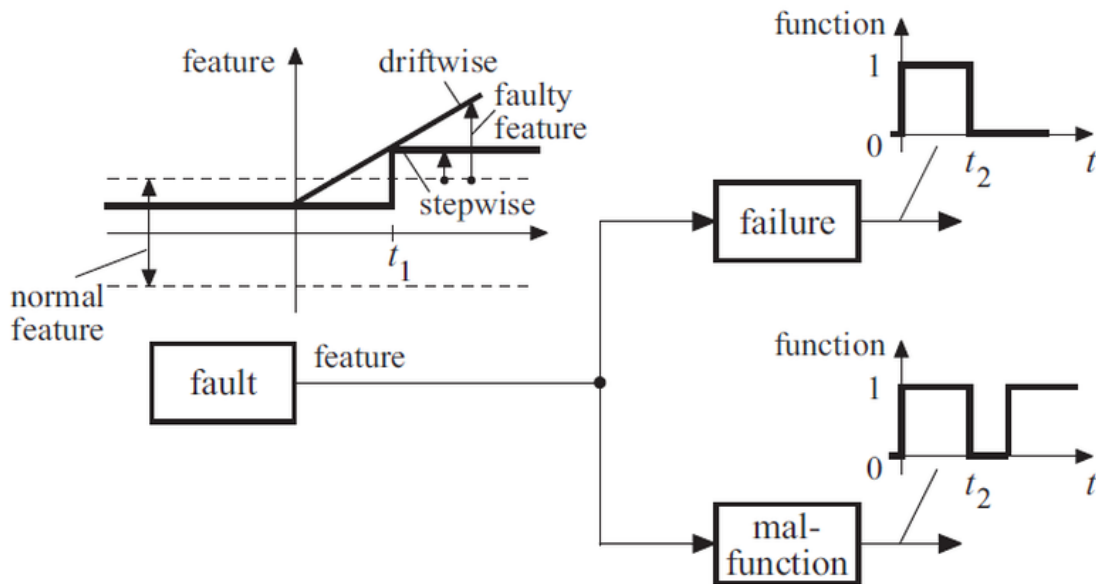 feature
driftwise
faulty
feature
stepwise
t1
normal
feature
fault
feature
failure
function
1
0
t2
t
mal-
function
function
1
0
t2
t